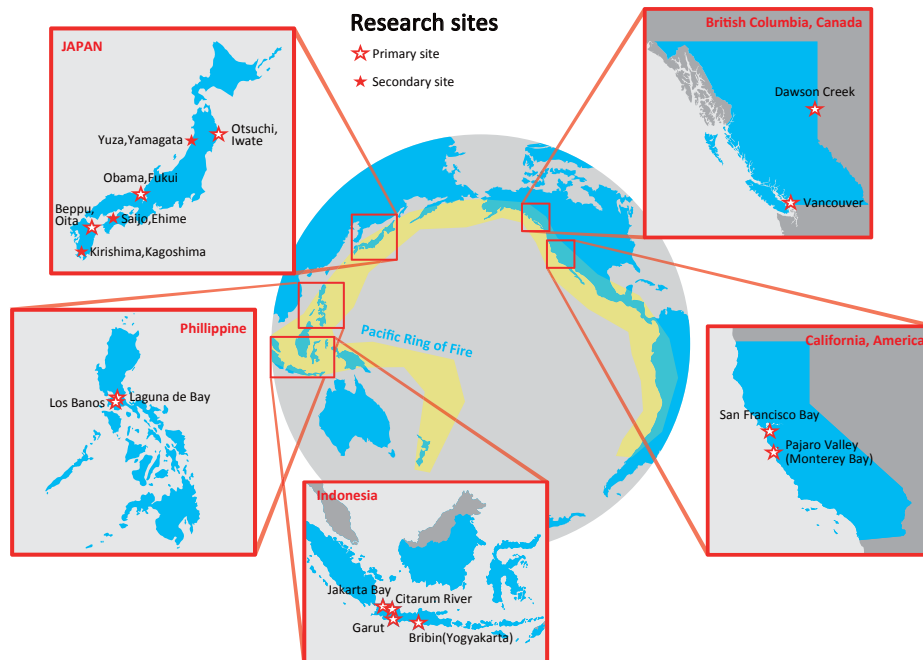 Research sites
Primary site
Secondary site
JAPAN
Yuza,Yamagata
Otsuchi,
Iwate
Obama,Fukui
Beppu,
Oita
Saijo,Ehime
Kirishima,Kagoshima
British Columbia, Canada
Dawson Creek
Vancouver
Pacific Ring of Fire
Phillippine
Los Banos
Laguna de Bay
California, America
San Francisco Bay
Pajaro Valley
(Monterey Bay)
Indonesia
Jakarta Bay
Citarum River
Garut
Bribin(Yogyakarta)